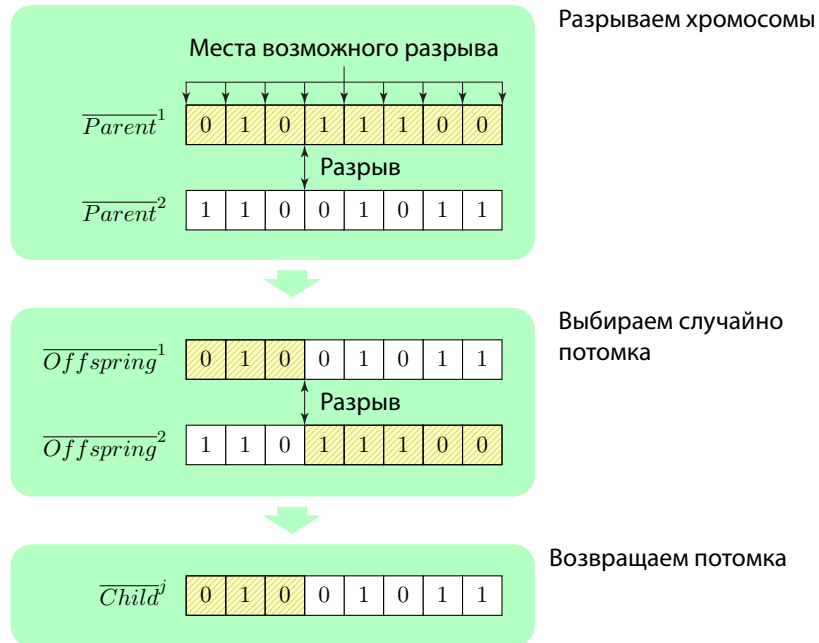 Разрываем хромосомы
Места возможного разрыва
Parent¹ 0 1 0 1 1 1 0 0
Разрыв
Parent² 1 1 0 0 1 0 1 1
Выбираем случайно
потомка
Offspring¹ 0 1 0 0 1 0 1 1
Разрыв
Offspring² 1 1 0 1 1 1 0 0
Возвращаем потомка
Childʲ 0 1 0 0 1 0 1 1